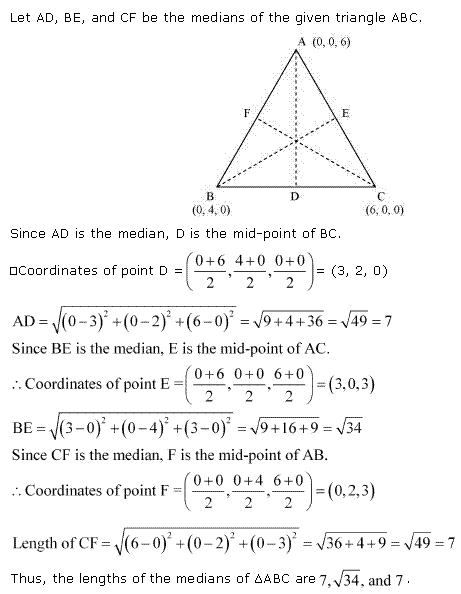 Let AD, BE, and CF be the medians of the given triangle ABC.
A (0, 0, 6)
F
E
B
D
C
(0, 4, 0)
(6, 0, 0)
Since AD is the median, D is the mid-point of BC.
□Coordinates of point D = ((0+6)/2, (4+0)/2, (0+0)/2) = (3, 2, 0)
AD = √((0−3)² + (0−2)² + (6−0)²) = √(9+4+36) = √49 = 7
Since BE is the median, E is the mid-point of AC.
∴ Coordinates of point E = ((0+6)/2, (0+0)/2, (6+0)/2) = (3, 0, 3)
BE = √((3−0)² + (0−4)² + (3−0)²) = √(9+16+9) = √34
Since CF is the median, F is the mid-point of AB.
∴ Coordinates of point F = ((0+0)/2, (0+4)/2, (6+0)/2) = (0, 2, 3)
Length of CF = √((6−0)² + (0−2)² + (0−3)²) = √(36+4+9) = √49 = 7
Thus, the lengths of the medians of ΔABC are 7, √34, and 7 .